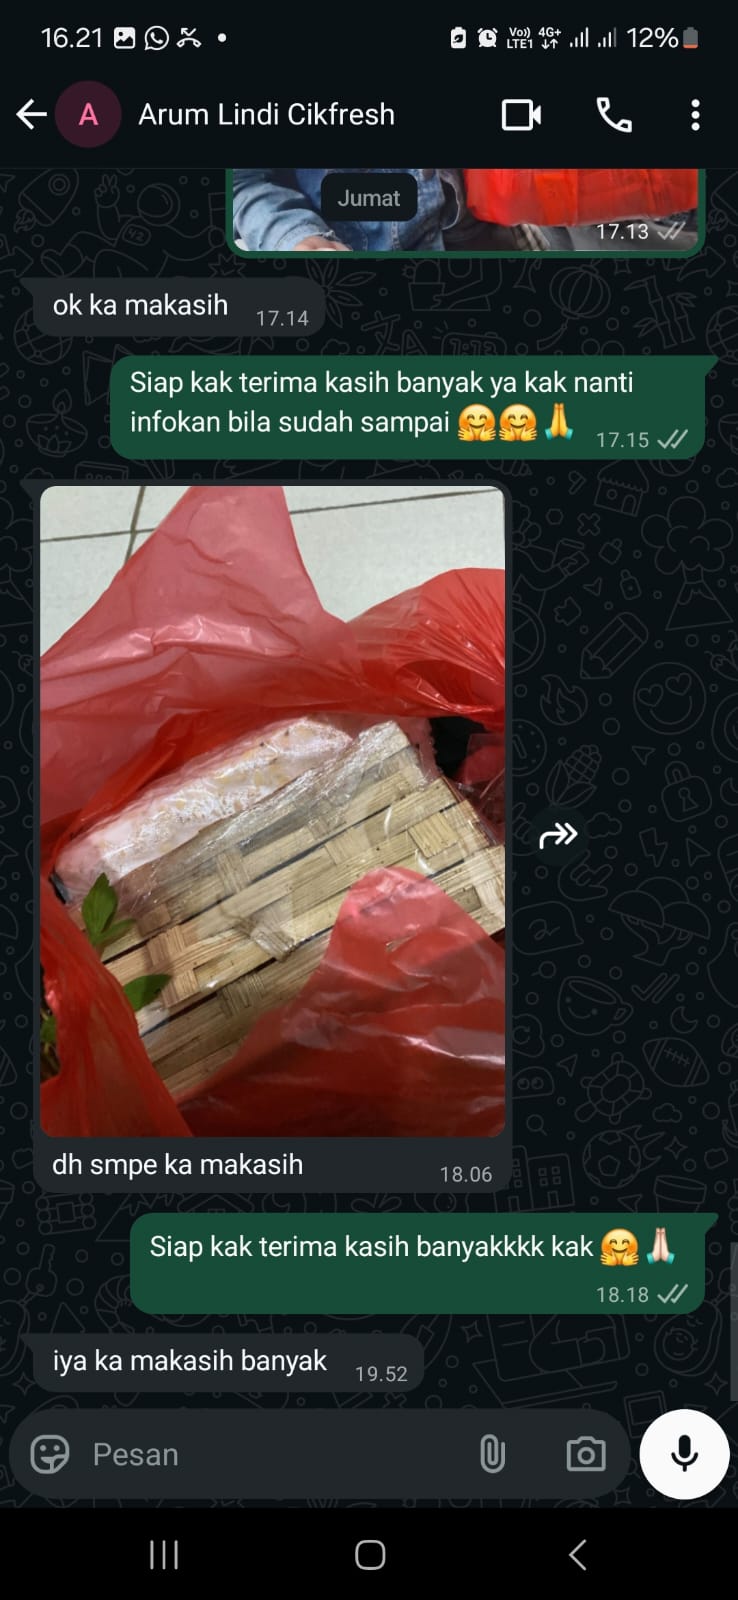 16.21
Vo)) 4G+
LTE1
12%
A
Arum Lindi Cikfresh
Jumat
17.13
ok ka makasih
17.14
Siap kak terima kasih banyak ya kak nanti
infokan bila sudah sampai 🤗🤗🙏
17.15
dh smpe ka makasih
18.06
Siap kak terima kasih banyakkkk kak 🤗🙏🏻
18.18
iya ka makasih banyak
19.52
Pesan